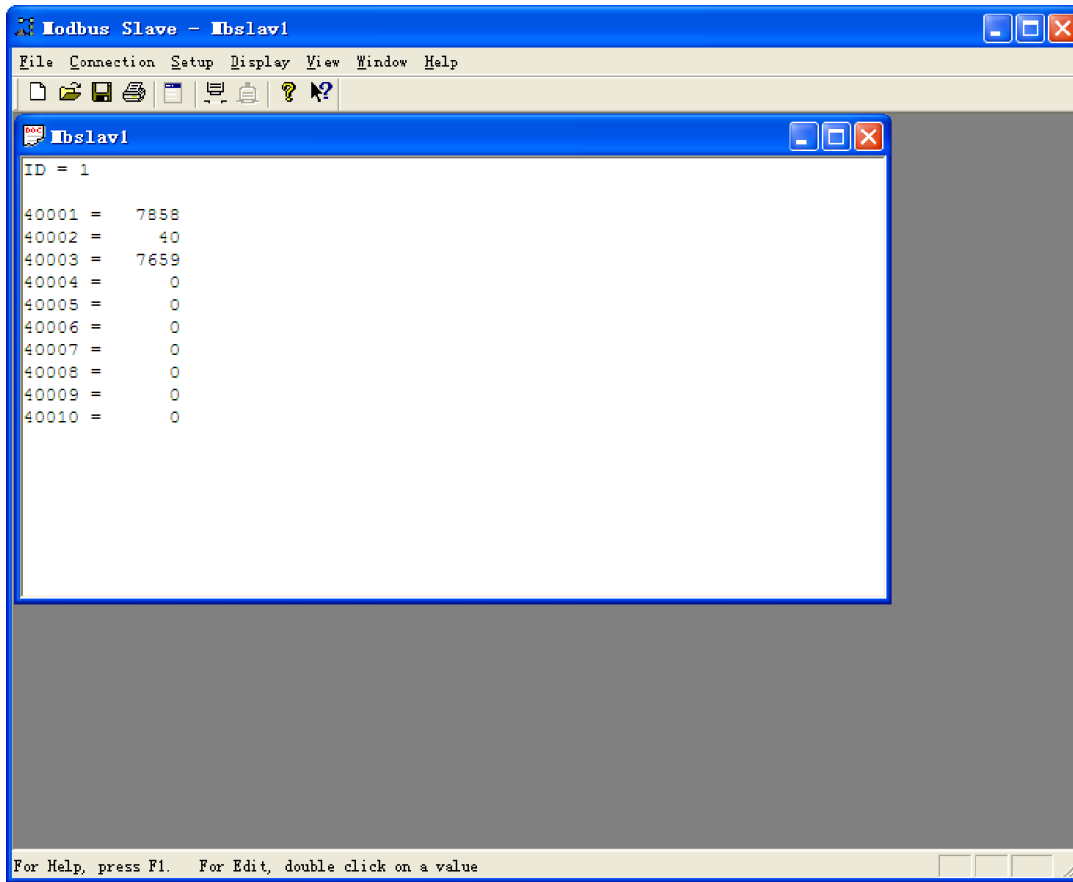 Modbus Slave - Mbslav1
File Connection Setup Display View Window Help
Mbslav1
ID = 1
40001 = 7858
40002 = 40
40003 = 7659
40004 = 0
40005 = 0
40006 = 0
40007 = 0
40008 = 0
40009 = 0
40010 = 0
For Help, press F1. For Edit, double click on a value